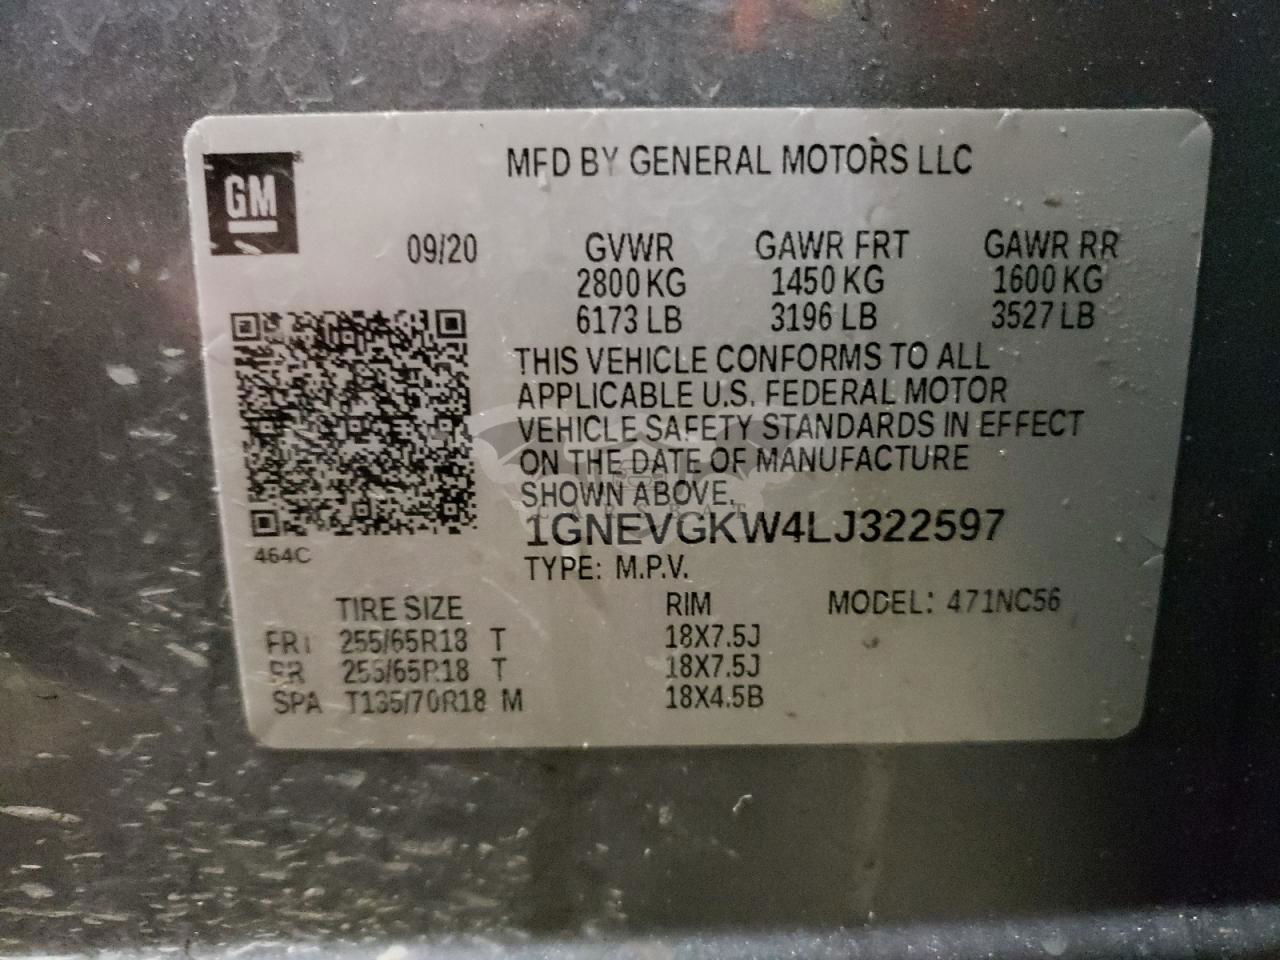 GM
MFD BY GENERAL MOTORS LLC
09/20
GVWR GAWR FRT GAWR RR
2800 KG 1450 KG 1600 KG
6173 LB 3196 LB 3527 LB
THIS VEHICLE CONFORMS TO ALL
APPLICABLE U.S. FEDERAL MOTOR
VEHICLE SAFETY STANDARDS IN EFFECT
ON THE DATE OF MANUFACTURE
SHOWN ABOVE.
1GNEVGKW4LJ322597
464C
TYPE: M.P.V.
TIRE SIZE RIM MODEL: 471NC56
FRT 255/65R18 T 18X7.5J
RR 255/65R18 T 18X7.5J
SPA T135/70R18 M 18X4.5B